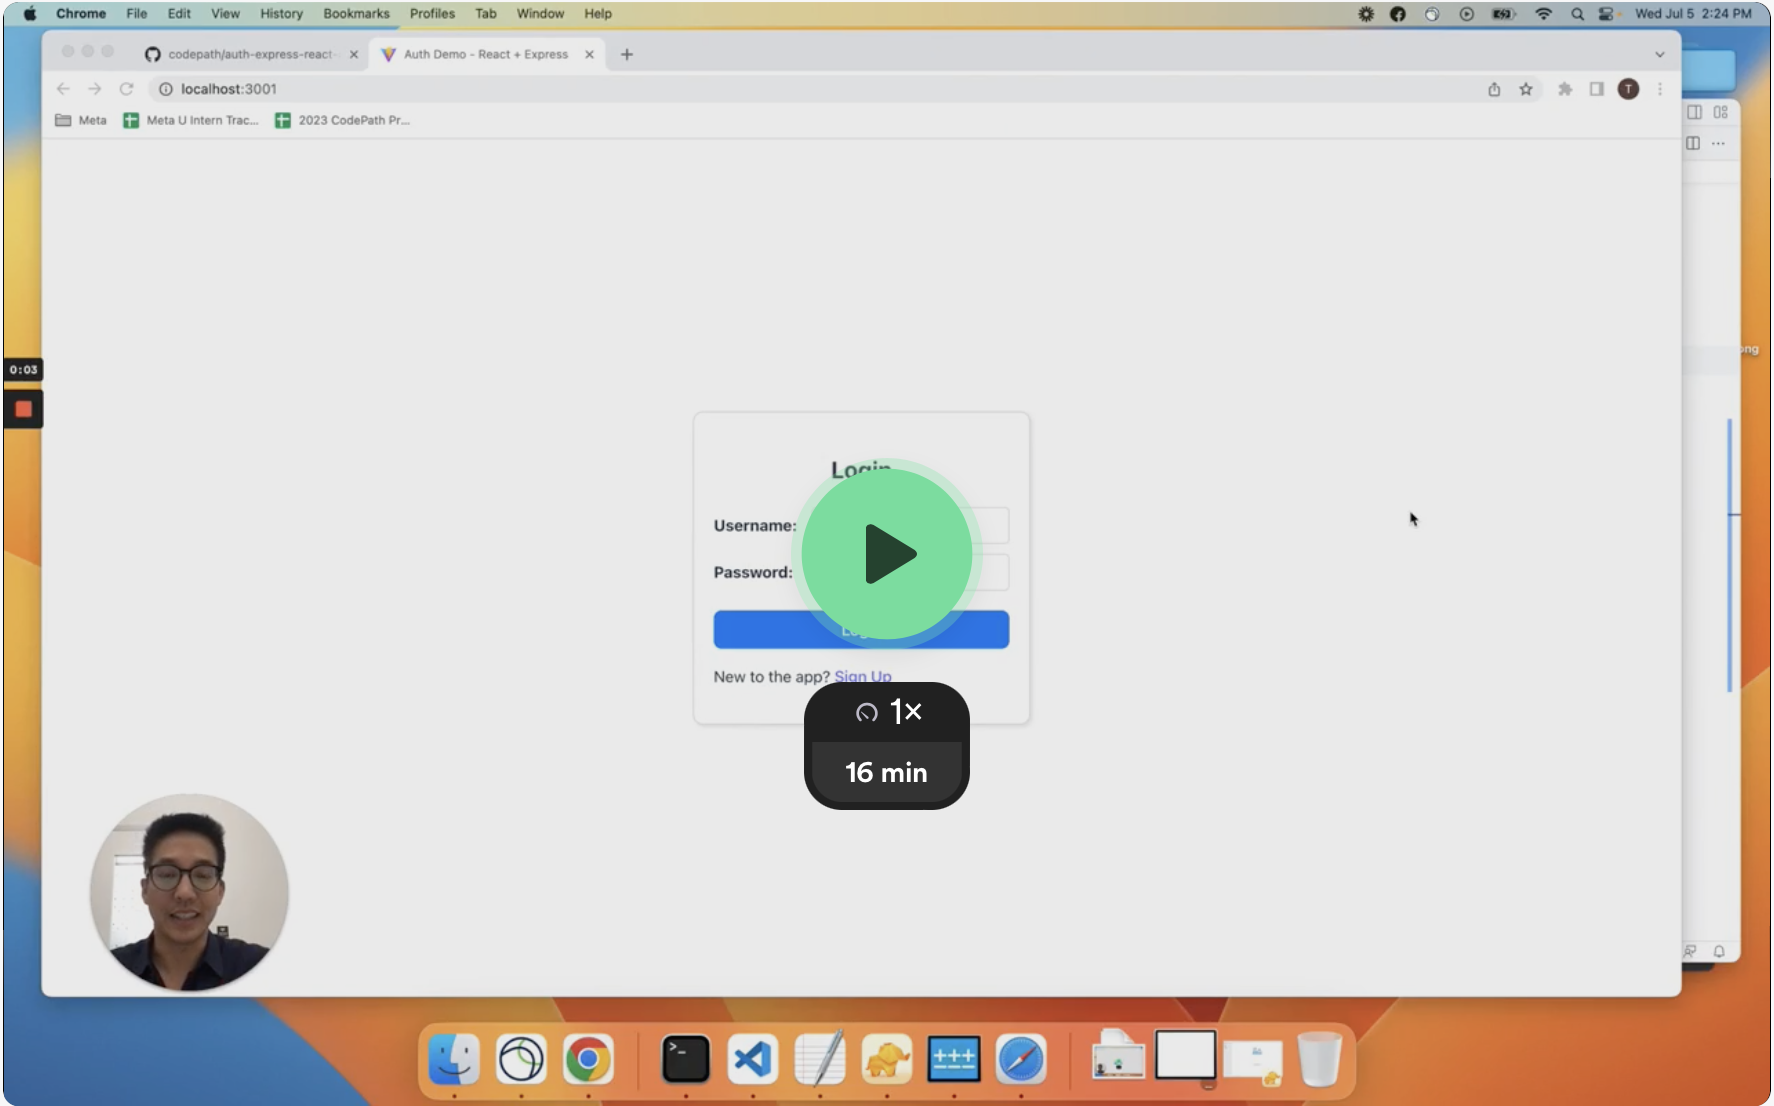 Chrome File Edit View History Bookmarks Profiles Tab Window Help Wed Jul 5 2:24 PM
codepath/auth-express-react- Auth Demo - React + Express
localhost:3001 T
Meta Meta U Intern Trac... 2023 CodePath Pr...
0:03
Login
Username:
Password:
New to the app? Sign Up
1×
16 min